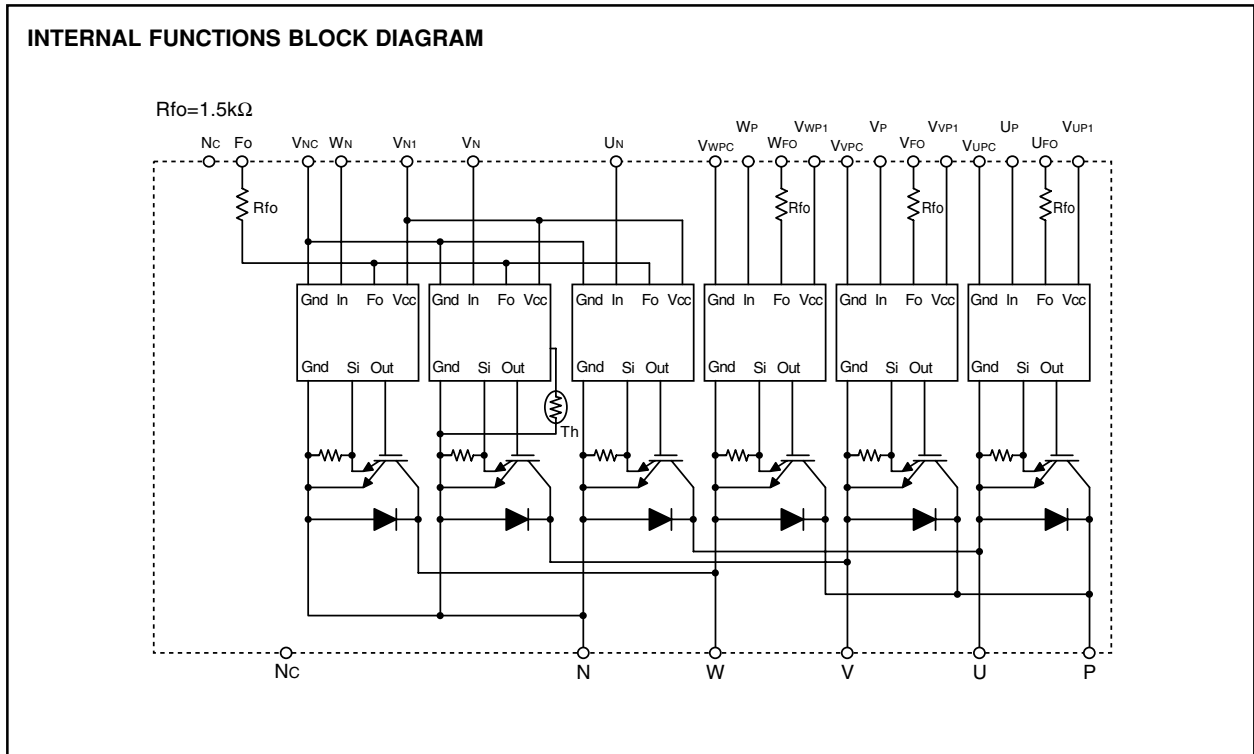 INTERNAL FUNCTIONS BLOCK DIAGRAM
Rfo=1.5kΩ
NC FO VNC WN VN1 VN UN VWPC WP WFO VWP1 VVPC VP VFO VVP1 VUPC UP UFO VUP1
Rfo Rfo Rfo Rfo
Gnd In Fo Vcc Gnd In Fo Vcc Gnd In Fo Vcc Gnd In Fo Vcc Gnd In Fo Vcc Gnd In Fo Vcc
Gnd Si Out Gnd Si Out Gnd Si Out Gnd Si Out Gnd Si Out Gnd Si Out
Th
NC N W V U P